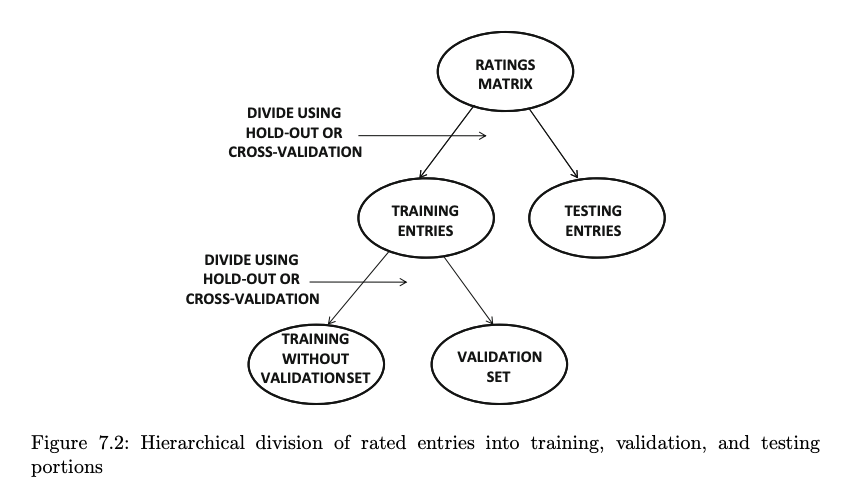 RATINGS
MATRIX
DIVIDE USING
HOLD-OUT OR
CROSS-VALIDATION
TRAINING
ENTRIES
TESTING
ENTRIES
DIVIDE USING
HOLD-OUT OR
CROSS-VALIDATION
TRAINING
WITHOUT
VALIDATIONSET
VALIDATION
SET
Figure 7.2: Hierarchical division of rated entries into training, validation, and testing
portions